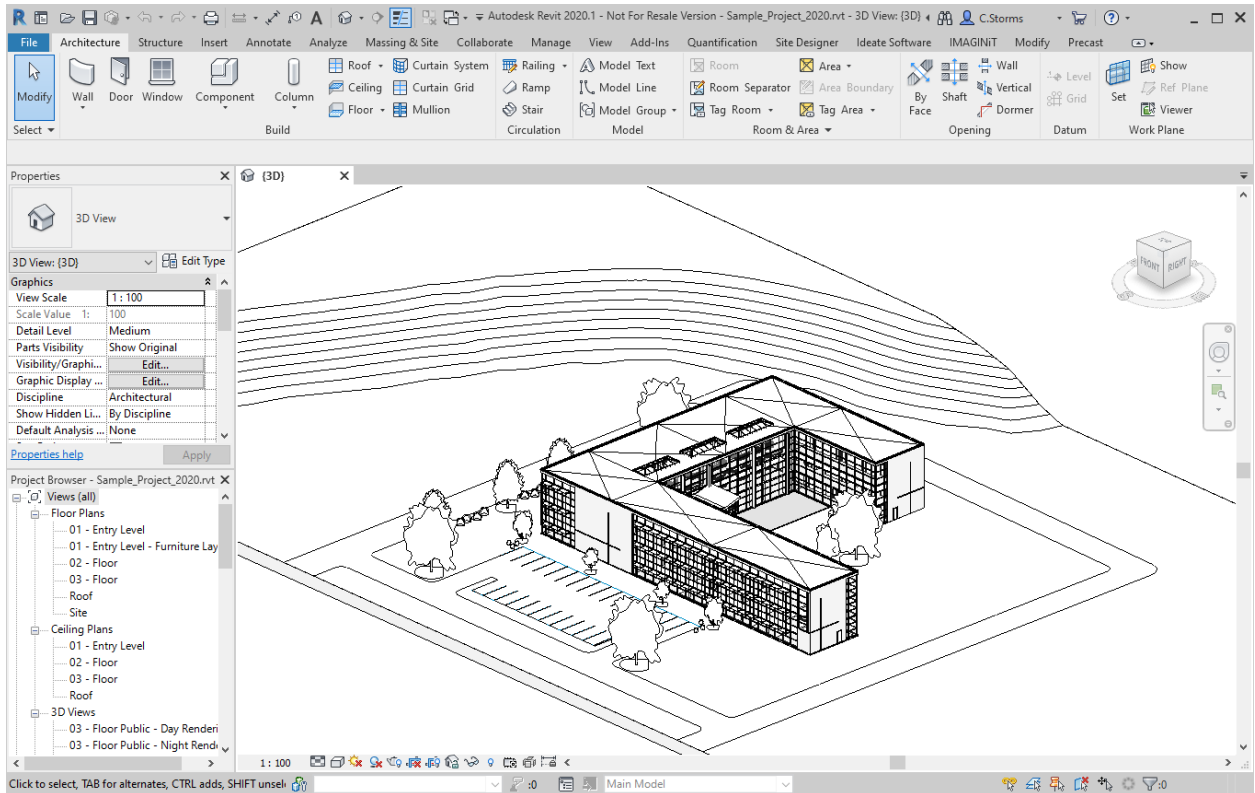 Autodesk Revit 2020.1 - Not For Resale Version - Sample_Project_2020.rvt - 3D View: {3D} C.Storms
File Architecture Structure Insert Annotate Analyze Massing & Site Collaborate Manage View Add-Ins Quantification Site Designer Ideate Software IMAGINiT Modify Precast
Modify Wall Door Window Component Column
Roof Curtain System
Ceiling Curtain Grid
Floor Mullion
Railing
Ramp
Stair
Model Text
Model Line
Model Group
Room Area
Room Separator Area Boundary
Tag Room Tag Area
By Face Shaft
Wall
Vertical
Dormer
Level
Grid
Set
Show
Ref Plane
Viewer
Select Build Circulation Model Room & Area Opening Datum Work Plane
Properties
3D View
3D View: {3D} Edit Type
Graphics
View Scale 1 : 100
Scale Value 1: 100
Detail Level Medium
Parts Visibility Show Original
Visibility/Graphi... Edit...
Graphic Display ... Edit...
Discipline Architectural
Show Hidden Li... By Discipline
Default Analysis ... None
Properties help Apply
Project Browser - Sample_Project_2020.rvt
Views (all)
Floor Plans
01 - Entry Level
01 - Entry Level - Furniture Lay
02 - Floor
03 - Floor
Roof
Site
Ceiling Plans
01 - Entry Level
02 - Floor
03 - Floor
Roof
3D Views
03 - Floor Public - Day Renderi
03 - Floor Public - Night Rende
{3D}
FRONT RIGHT
1 : 100
Click to select, TAB for alternates, CTRL adds, SHIFT unsel :0 Main Model :0